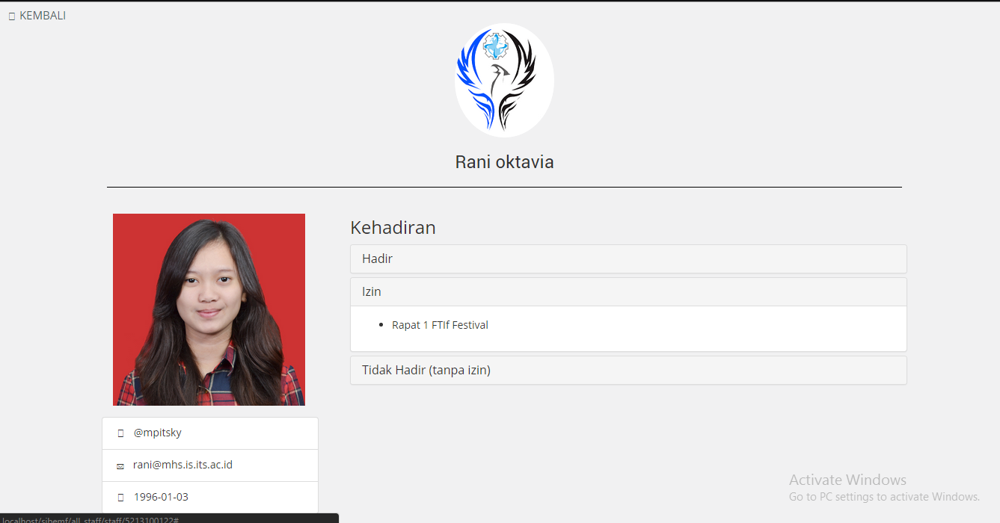 KEMBALI
Rani oktavia
Kehadiran
Hadir
Izin
Rapat 1 FTIf Festival
Tidak Hadir (tanpa izin)
@mpitsky
rani@mhs.is.its.ac.id
1996-01-03
Activate Windows
Go to PC settings to activate Windows.
localhost/sibemf/all_staff/staff/5213100122#